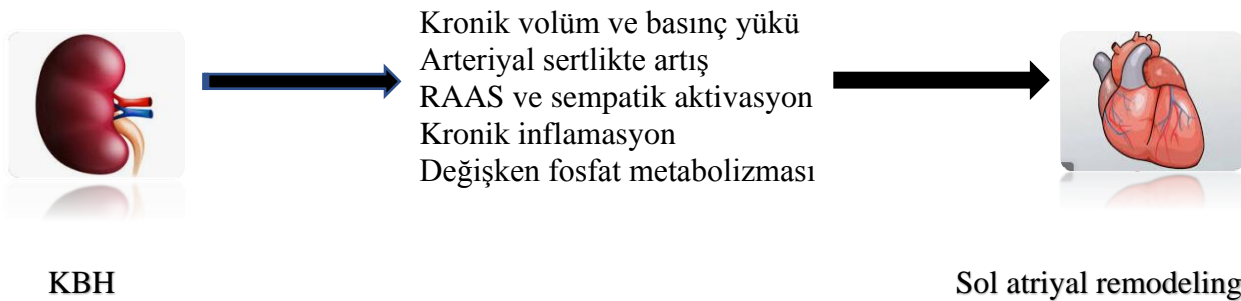 Kronik volüm ve basınç yükü
Arteriyal sertlikte artış
RAAS ve sempatik aktivasyon
Kronik inflamasyon
Değişken fosfat metabolizması
KBH
Sol atriyal remodeling